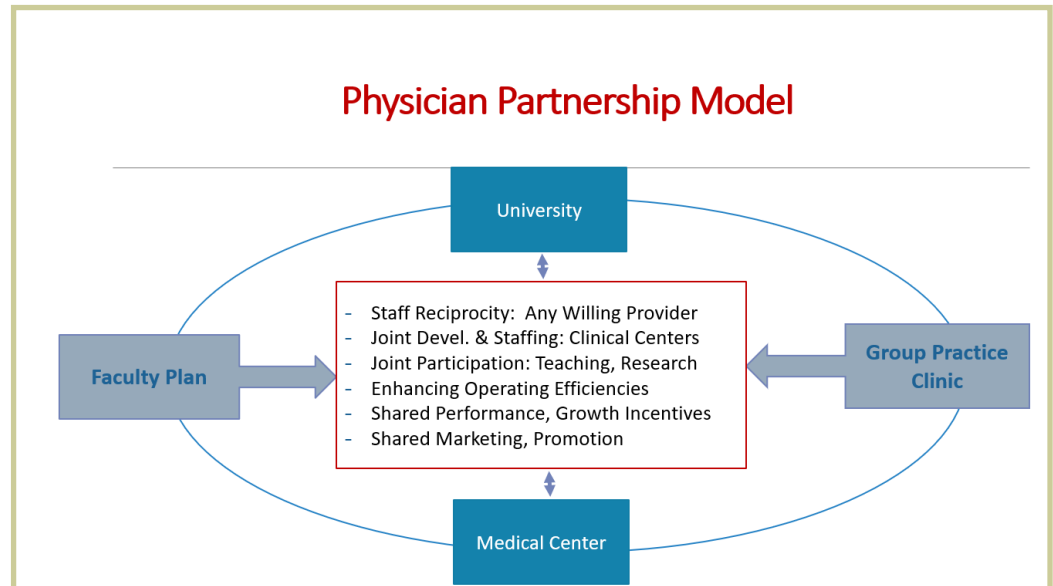 Physician Partnership Model
University
- Staff Reciprocity: Any Willing Provider
- Joint Devel. & Staffing: Clinical Centers
- Joint Participation: Teaching, Research
- Enhancing Operating Efficiencies
- Shared Performance, Growth Incentives
- Shared Marketing, Promotion
Faculty Plan
Group Practice
Clinic
Medical Center